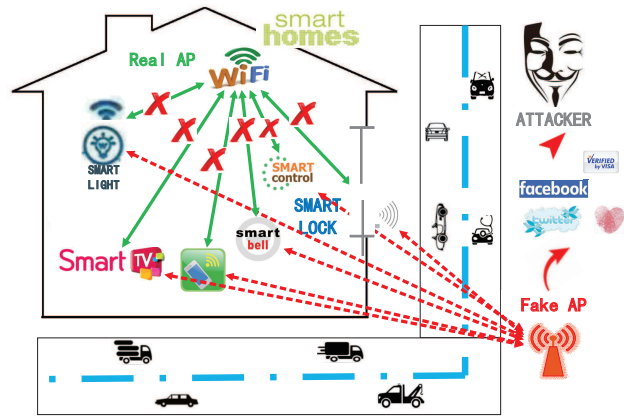 smart
homes
Real AP
WiFi
W
SMART
LIGHT
SMART
control
SMART
LOCK
smart
bell
Smart TV
ATTACKER
VERIFIED
by VISA
facebook
twitter
Fake AP